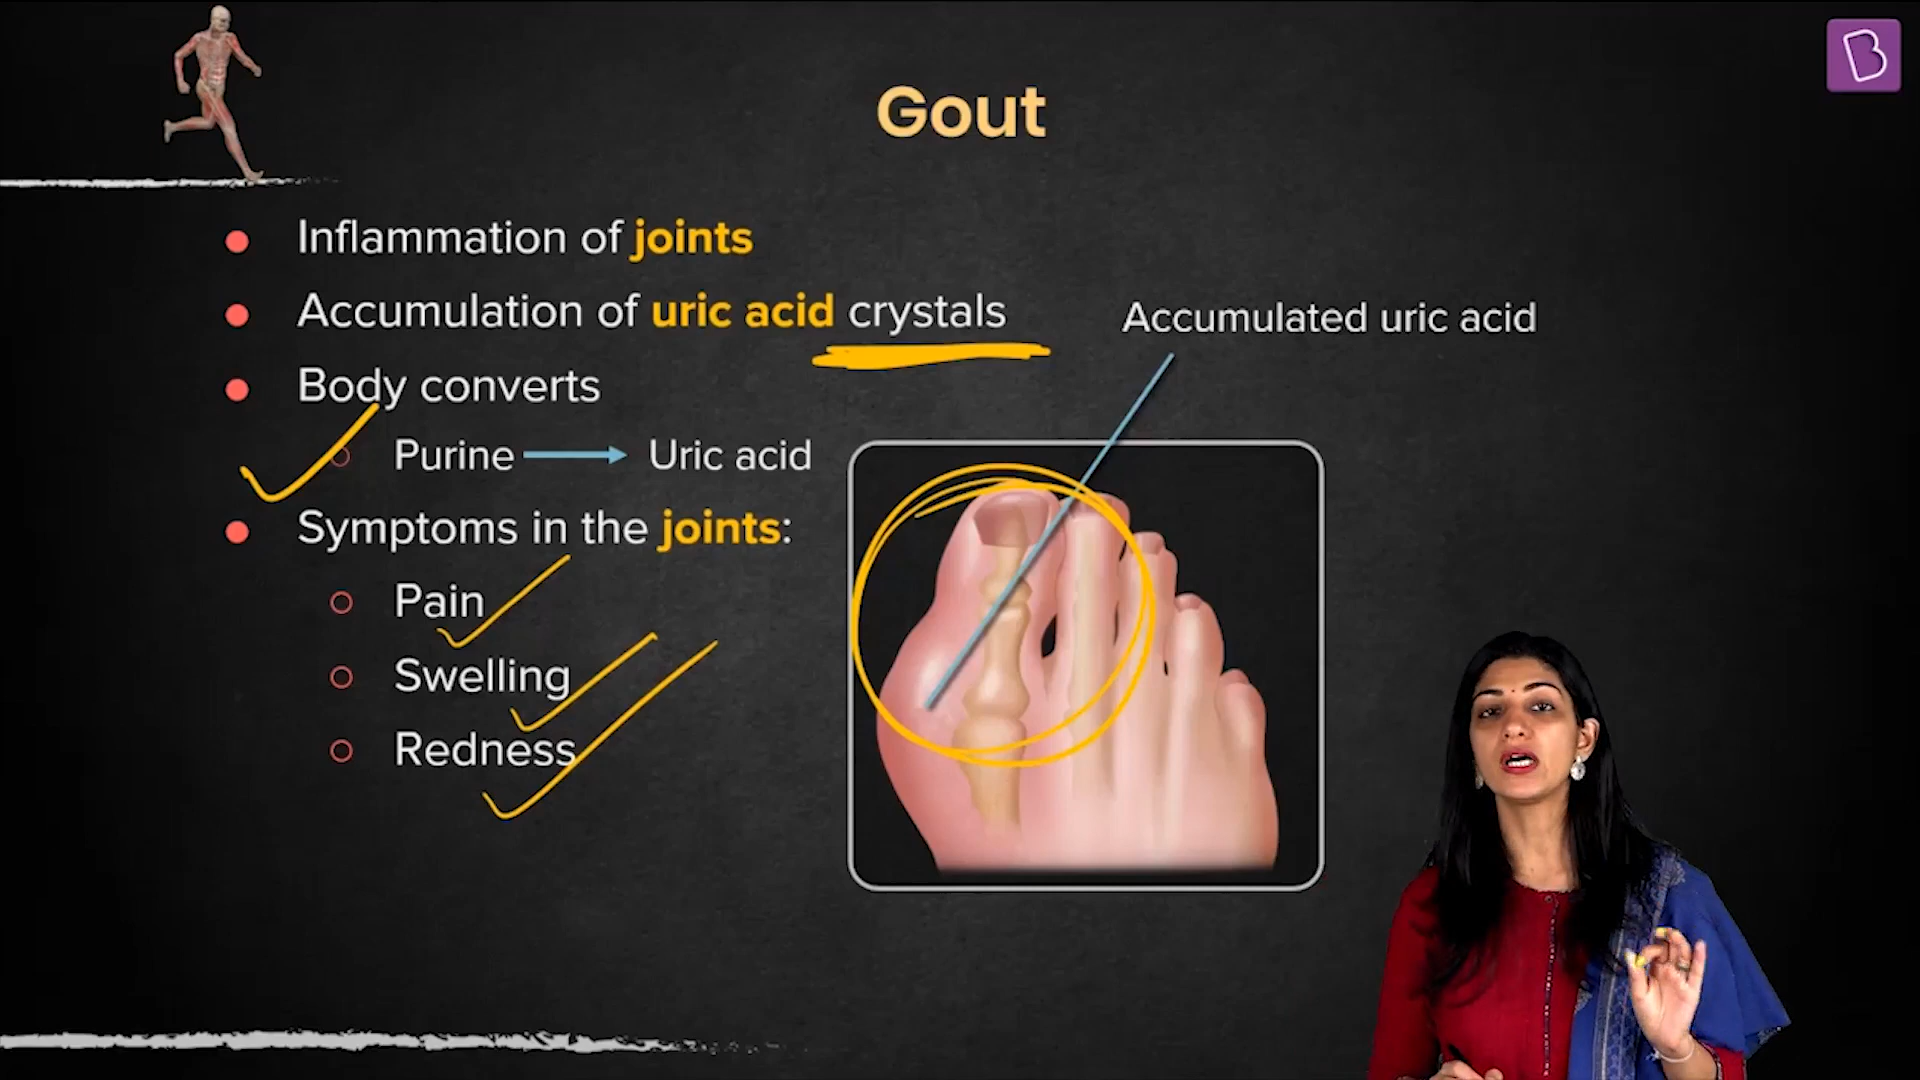 Gout
Inflammation of joints
Accumulation of uric acid crystals
Accumulated uric acid
Body converts
Purine → Uric acid
Symptoms in the joints:
Pain
Swelling
Redness
B